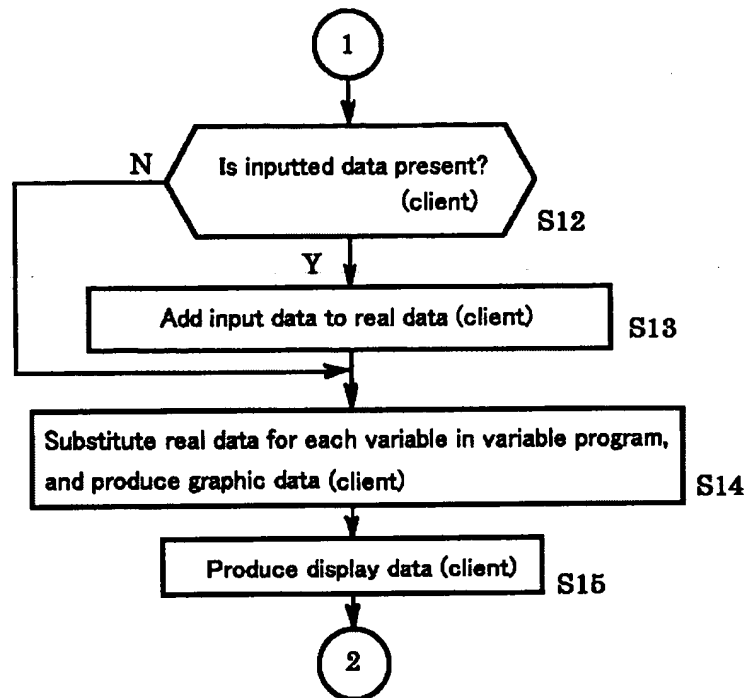 1
N
Is inputted data present?
(client)
S12
Y
Add input data to real data (client)
S13
Substitute real data for each variable in variable program,
and produce graphic data (client)
S14
Produce display data (client)
S15
2